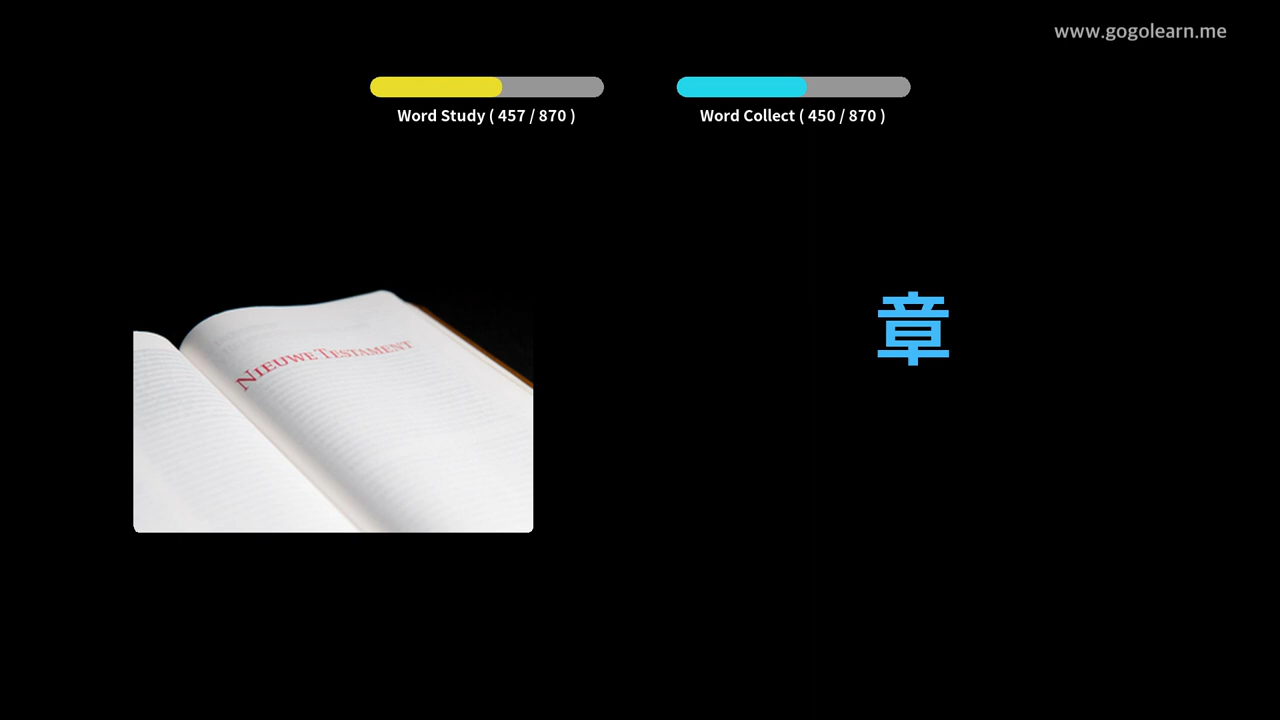 www.gogolearn.me
Word Study ( 457 / 870 )
Word Collect ( 450 / 870 )
章
NIEUWE TESTAMENT